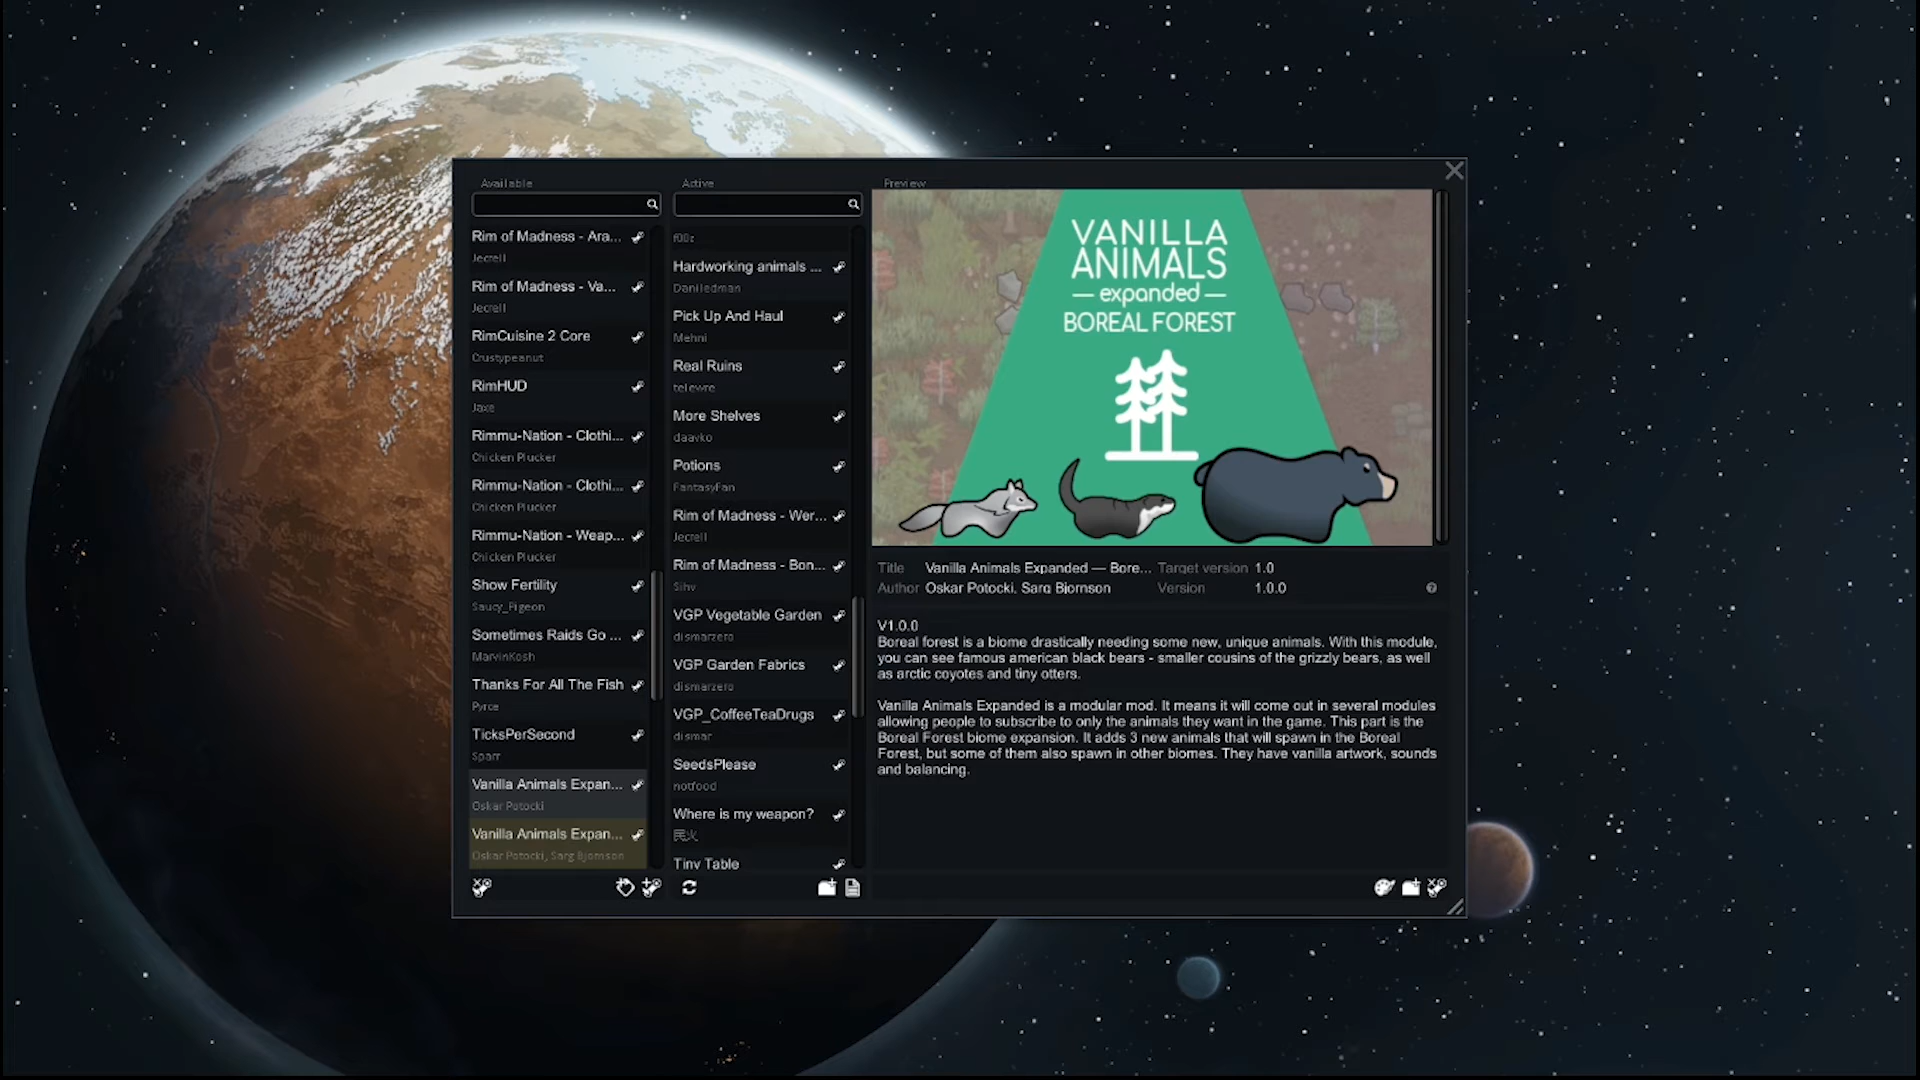 Available
Rim of Madness - Ara...
Jecrell
Rim of Madness - Va...
Jecrell
RimCuisine 2 Core
Crustypeanut
RimHUD
Jaxe
Rimmu-Nation - Clothi...
Chicken Plucker
Rimmu-Nation - Clothi...
Chicken Plucker
Rimmu-Nation - Weap...
Chicken Plucker
Show Fertility
Saucy_Pigeon
Sometimes Raids Go ...
MarvinKosh
Thanks For All The Fish
Pyrce
TicksPerSecond
Sparr
Vanilla Animals Expan...
Oskar Potocki
Vanilla Animals Expan...
Oskar Potocki, Sarg Bjornson
Active
Hardworking animals ...
Daniledman
Pick Up And Haul
Mehni
Real Ruins
telewre
More Shelves
daavko
Potions
FantasyFan
Rim of Madness - Wer...
Jecrell
Rim of Madness - Bon...
Sihv
VGP Vegetable Garden
dismarzero
VGP Garden Fabrics
dismarzero
VGP_CoffeeTeaDrugs
dismar
SeedsPlease
notfood
Where is my weapon?
民火
Tiny Table
Preview
VANILLA
ANIMALS
— expanded —
BOREAL FOREST
Title Vanilla Animals Expanded — Bore... Target version 1.0
Author Oskar Potocki, Sarg Bjornson Version 1.0.0
V1.0.0
Boreal forest is a biome drastically needing some new, unique animals. With this module,
you can see famous american black bears - smaller cousins of the grizzly bears, as well
as arctic coyotes and tiny otters.
Vanilla Animals Expanded is a modular mod. It means it will come out in several modules
allowing people to subscribe to only the animals they want in the game. This part is the
Boreal Forest biome expansion. It adds 3 new animals that will spawn in the Boreal
Forest, but some of them also spawn in other biomes. They have vanilla artwork, sounds
and balancing.